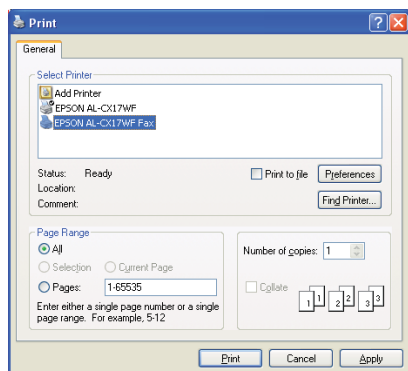 Print
General
Select Printer
Add Printer
EPSON AL-CX17WF
EPSON AL-CX17WF Fax
Status: Ready
Location:
Comment:
Print to file
Preferences
Find Printer...
Page Range
All
Selection
Current Page
Pages: 1-65535
Enter either a single page number or a single
page range. For example, 5-12
Number of copies: 1
Collate
1 1 2 2 3 3
Print
Cancel
Apply